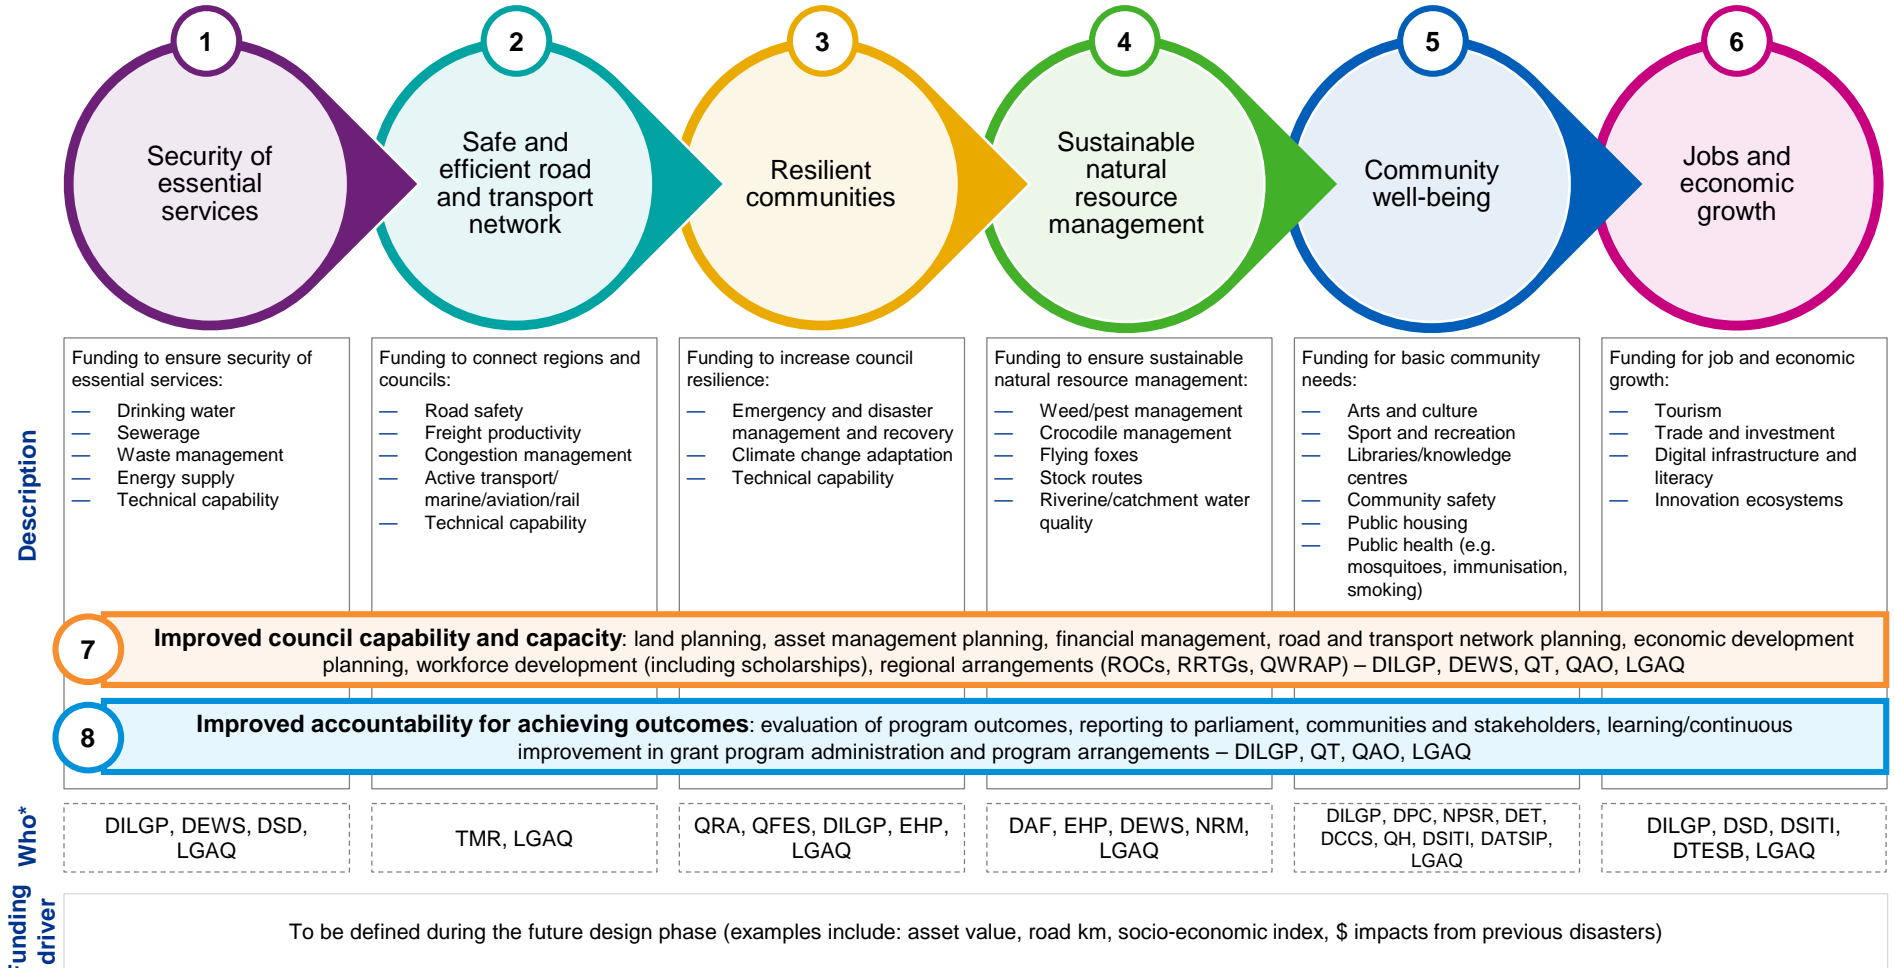 1
Security of
essential
services
2
Safe and
efficient road
and transport
network
3
Resilient
communities
4
Sustainable
natural
resource
management
5
Community
well-being
6
Jobs and
economic
growth
Description
Funding to ensure security of
essential services:
— Drinking water
— Sewerage
— Waste management
— Energy supply
— Technical capability
Funding to connect regions and
councils:
— Road safety
— Freight productivity
— Congestion management
— Active transport/
marine/aviation/rail
— Technical capability
Funding to increase council
resilience:
— Emergency and disaster
management and recovery
— Climate change adaptation
— Technical capability
Funding to ensure sustainable
natural resource management:
— Weed/pest management
— Crocodile management
— Flying foxes
— Stock routes
— Riverine/catchment water
quality
Funding for basic community
needs:
— Arts and culture
— Sport and recreation
— Libraries/knowledge
centres
— Community safety
— Public housing
— Public health (e.g.
mosquitoes, immunisation,
smoking)
Funding for job and economic
growth:
— Tourism
— Trade and investment
— Digital infrastructure and
literacy
— Innovation ecosystems
7
Improved council capability and capacity: land planning, asset management planning, financial management, road and transport network planning, economic development
planning, workforce development (including scholarships), regional arrangements (ROCs, RRTGs, QWRAP) – DILGP, DEWS, QT, QAO, LGAQ
8
Improved accountability for achieving outcomes: evaluation of program outcomes, reporting to parliament, communities and stakeholders, learning/continuous
improvement in grant program administration and program arrangements – DILGP, QT, QAO, LGAQ
Who*
DILGP, DEWS, DSD,
LGAQ
TMR, LGAQ
QRA, QFES, DILGP, EHP,
LGAQ
DAF, EHP, DEWS, NRM,
LGAQ
DILGP, DPC, NPSR, DET,
DCCS, QH, DSITI, DATSIP,
LGAQ
DILGP, DSD, DSITI,
DTESB, LGAQ
Funding
driver
To be defined during the future design phase (examples include: asset value, road km, socio-economic index, $ impacts from previous disasters)